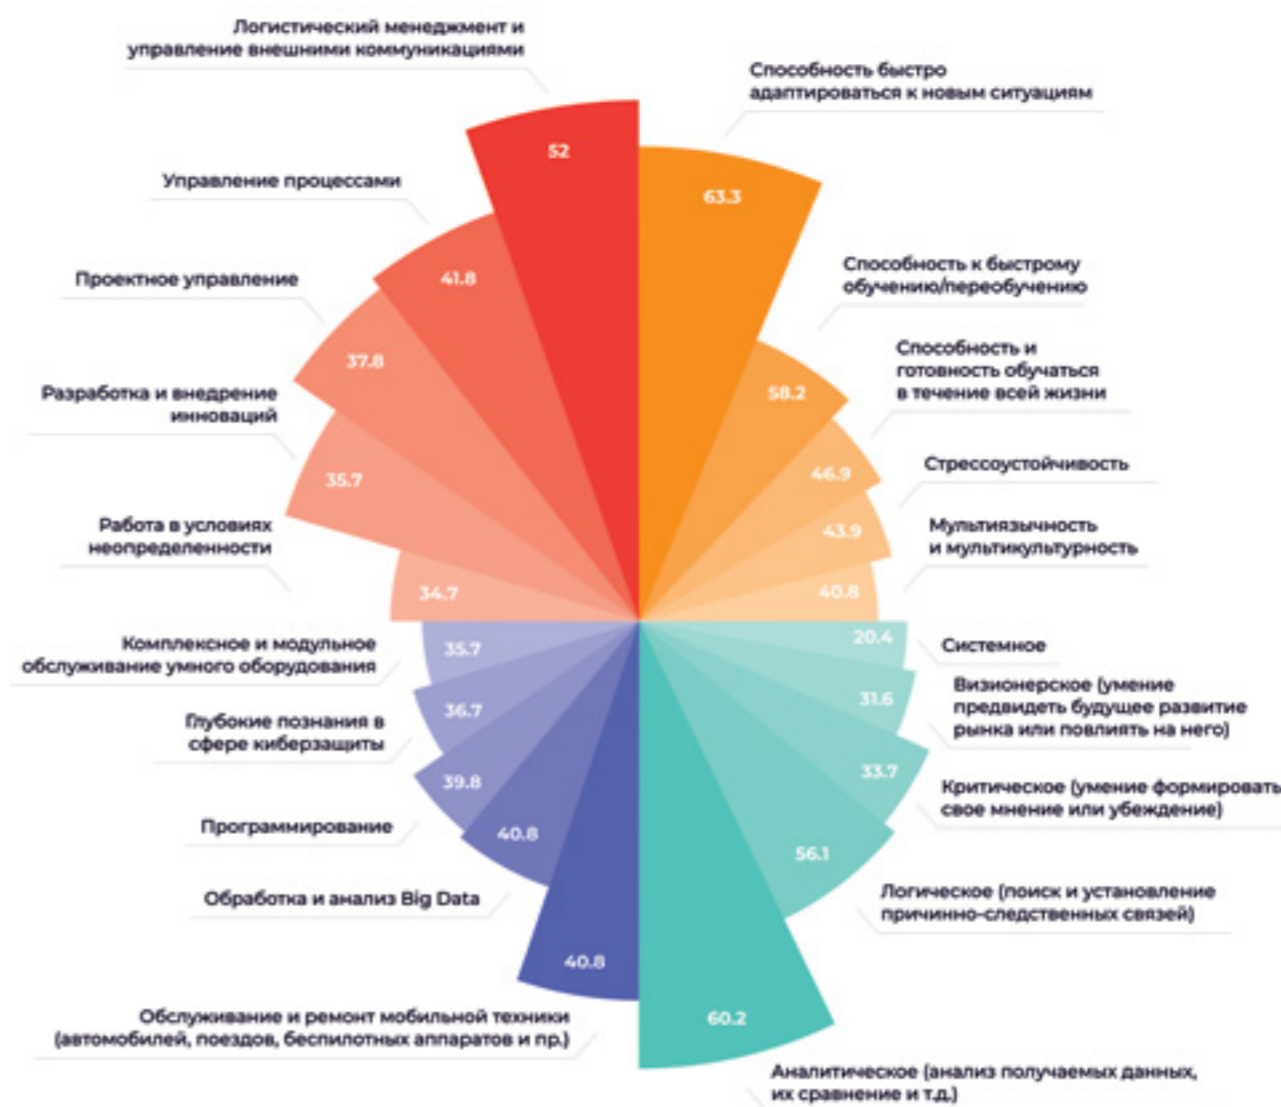 Логистический менеджмент и
управление внешними коммуникациями
52
Управление процессами
41.8
Проектное управление
37.8
Разработка и внедрение
инноваций
35.7
Работа в условиях
неопределенности
34.7
Способность быстро
адаптироваться к новым ситуациям
63.3
Способность к быстрому
обучению/переобучению
58.2
Способность и
готовность обучаться
в течение всей жизни
46.9
Стрессоустойчивость
43.9
Мультиязычность
и мультикультурность
40.8
Комплексное и модульное
обслуживание умного оборудования
35.7
Глубокие познания в
сфере киберзащиты
36.7
Программирование
39.8
Обработка и анализ Big Data
40.8
Обслуживание и ремонт мобильной техники
(автомобилей, поездов, беспилотных аппаратов и пр.)
40.8
Системное
20.4
Визионерское (умение
предвидеть будущее развитие
рынка или повлиять на него)
31.6
Критическое (умение формировать
свое мнение или убеждение)
33.7
Логическое (поиск и установление
причинно-следственных связей)
56.1
Аналитическое (анализ получаемых данных,
их сравнение и т.д.)
60.2